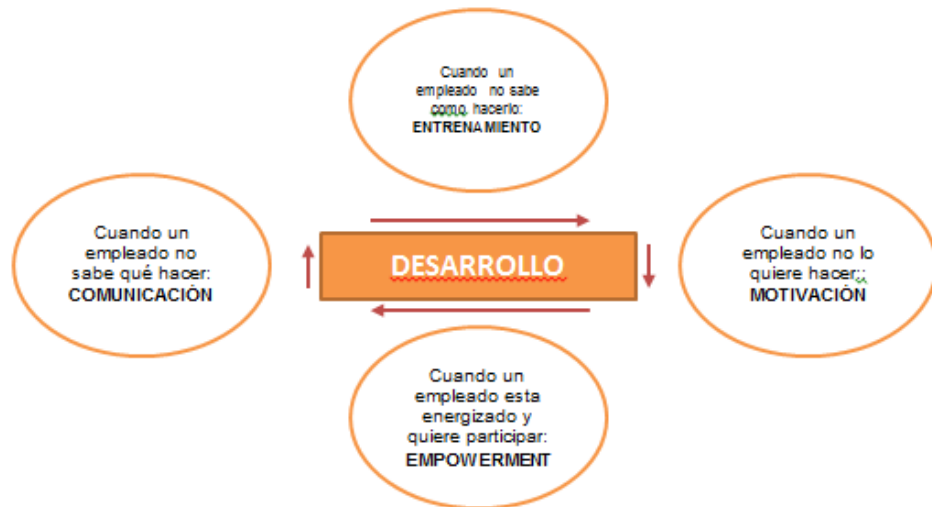 Cuando un
empleado no sabe
como hacerlo:
ENTRENAMIENTO
Cuando un
empleado no
sabe qué hacer:
COMUNICACIÓN
DESARROLLO
Cuando un
empleado no lo
quiere hacer;;
MOTIVACIÓN
Cuando un
empleado esta
energizado y
quiere participar:
EMPOWERMENT